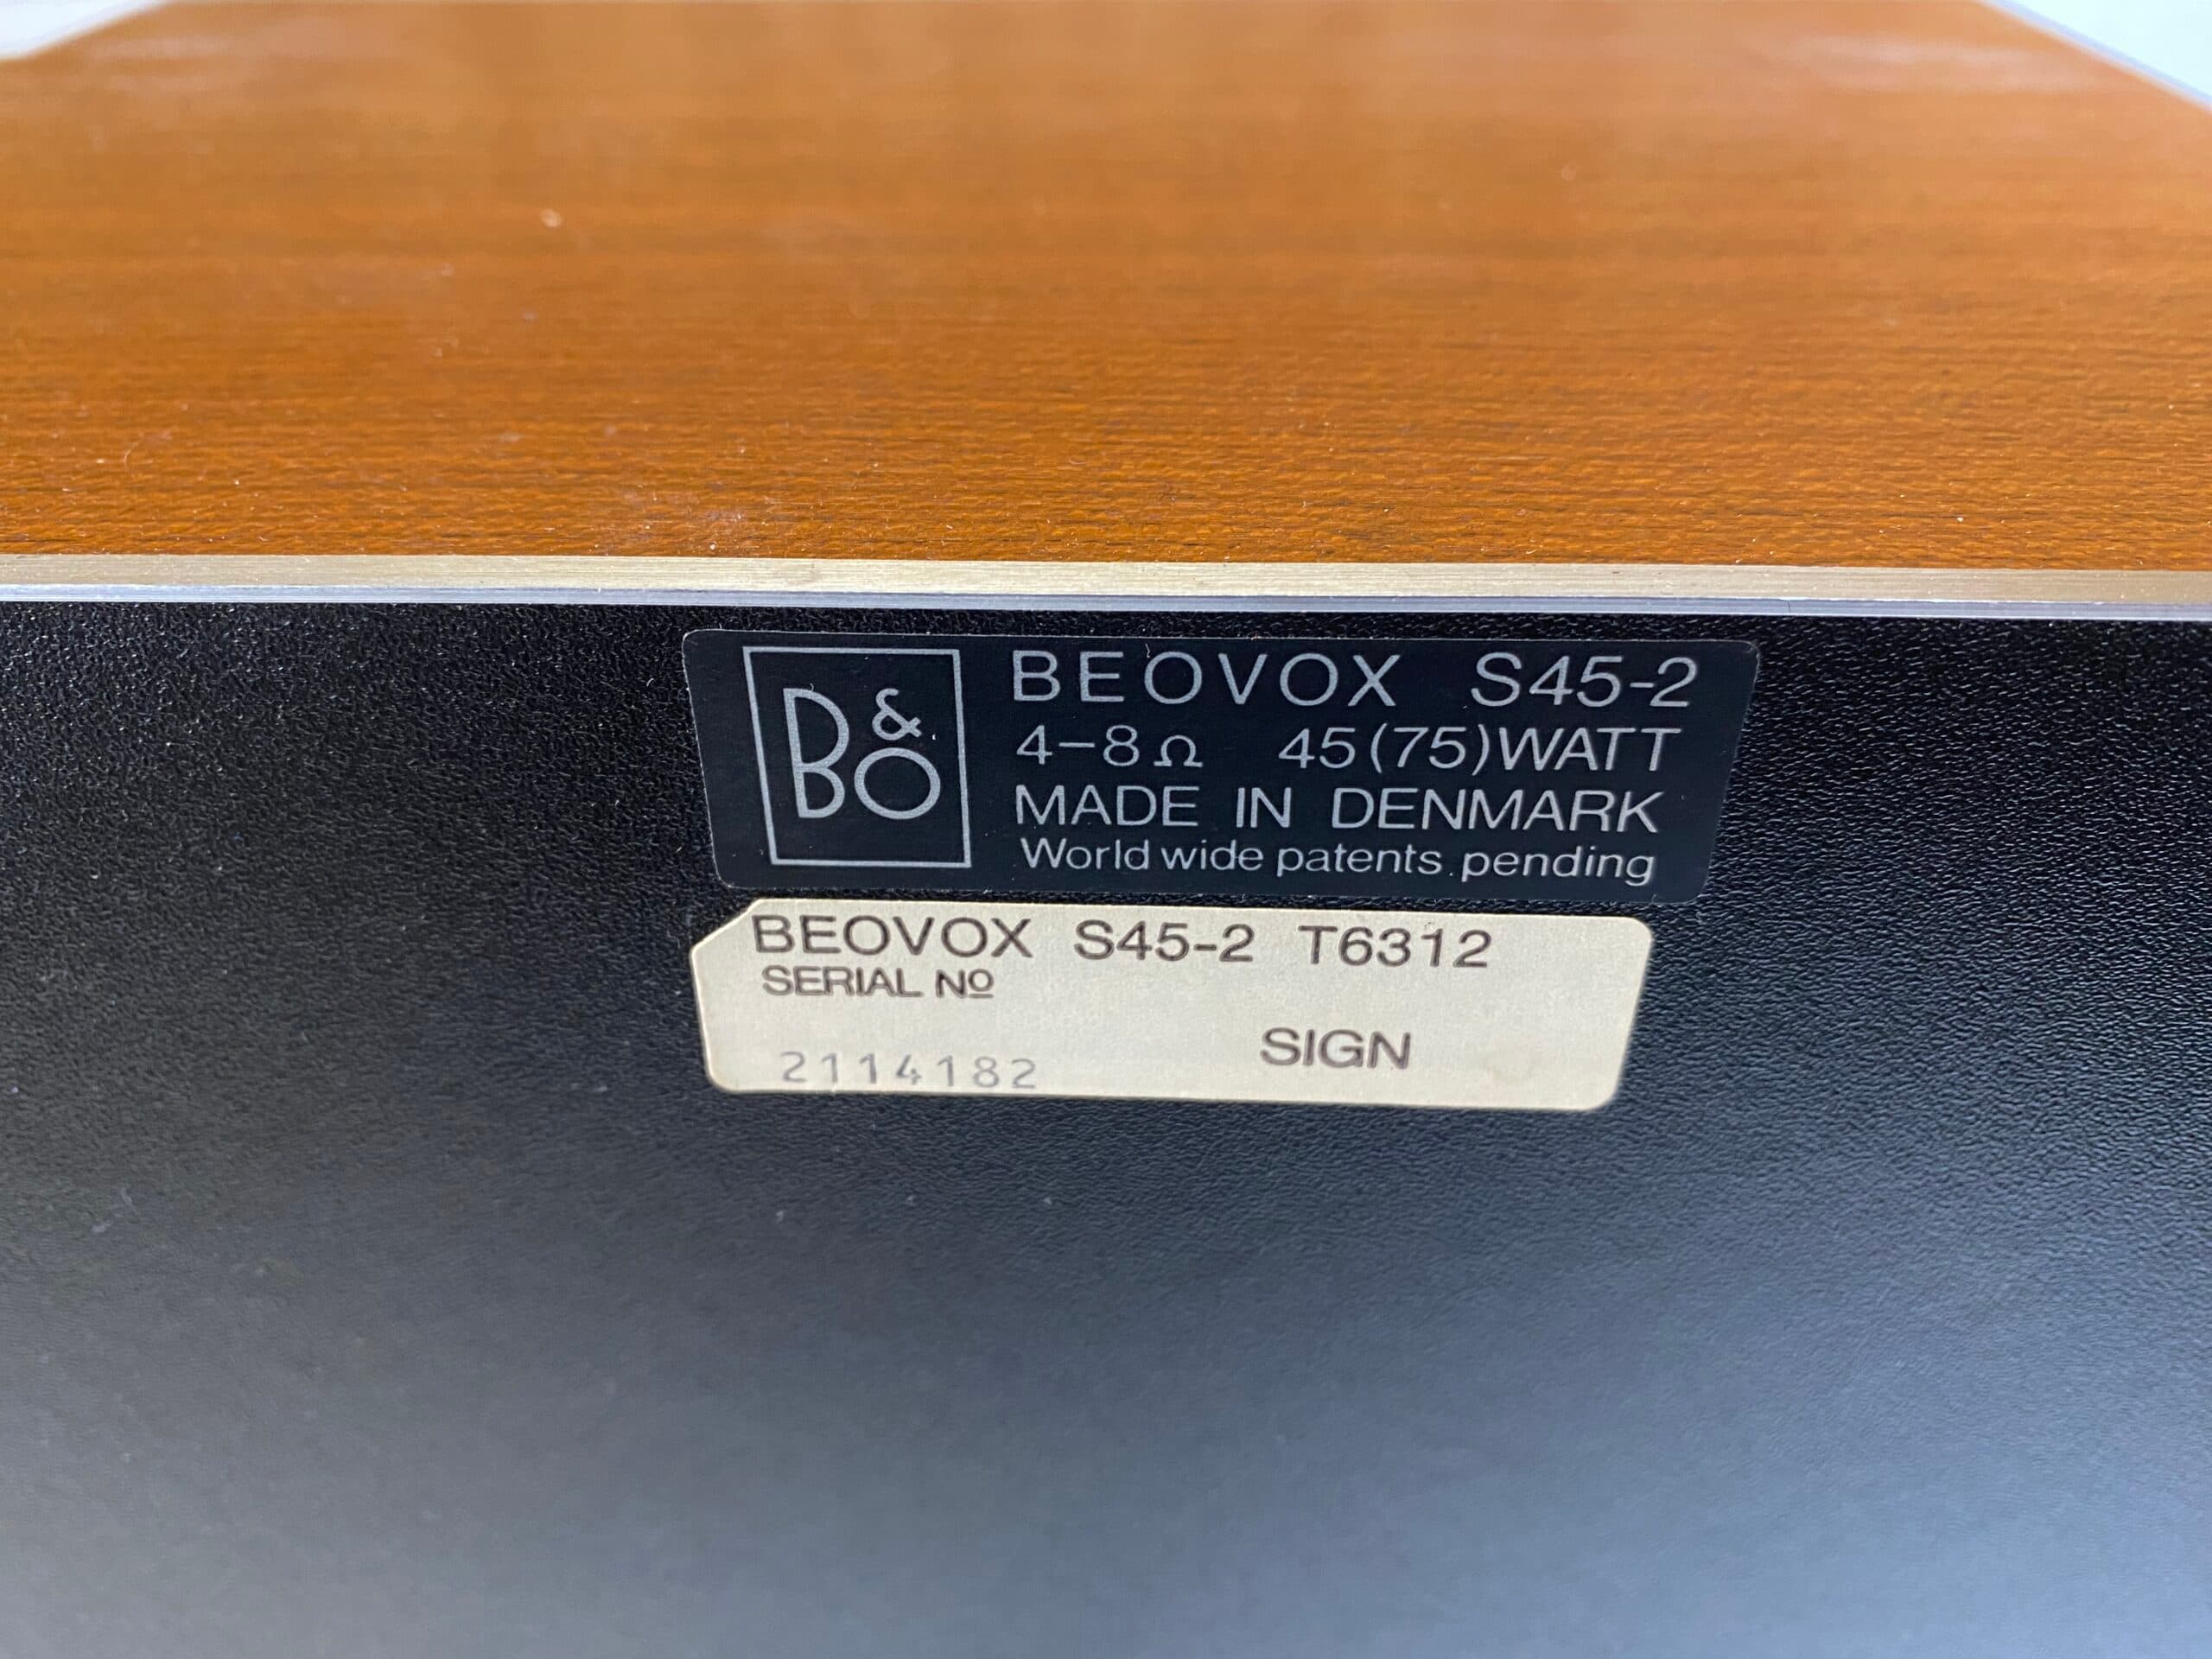 B&O
BEOVOX S45-2
4-8Ω 45(75)WATT
MADE IN DENMARK
World wide patents pending
BEOVOX S45-2 T6312
SERIAL Nº
SIGN
2114182